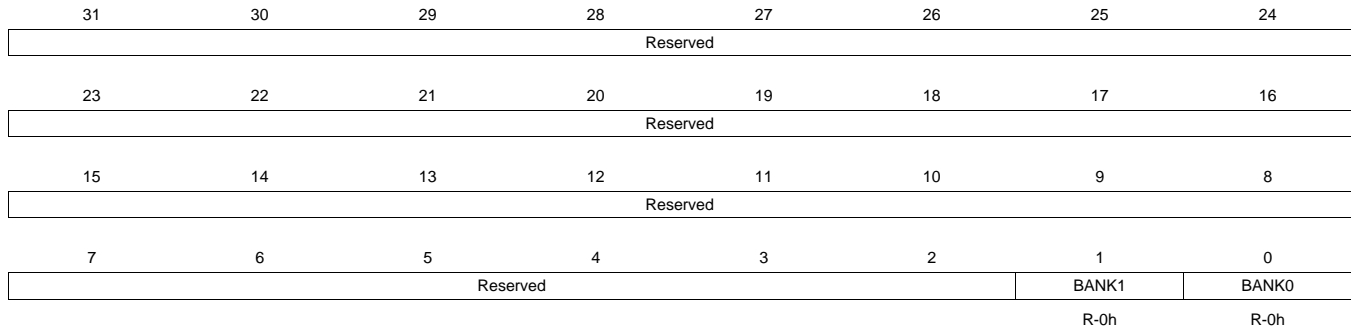 31 30 29 28 27 26 25 24
Reserved
23 22 21 20 19 18 17 16
Reserved
15 14 13 12 11 10 9 8
Reserved
7 6 5 4 3 2 1 0
Reserved BANK1 BANK0
R-0h R-0h